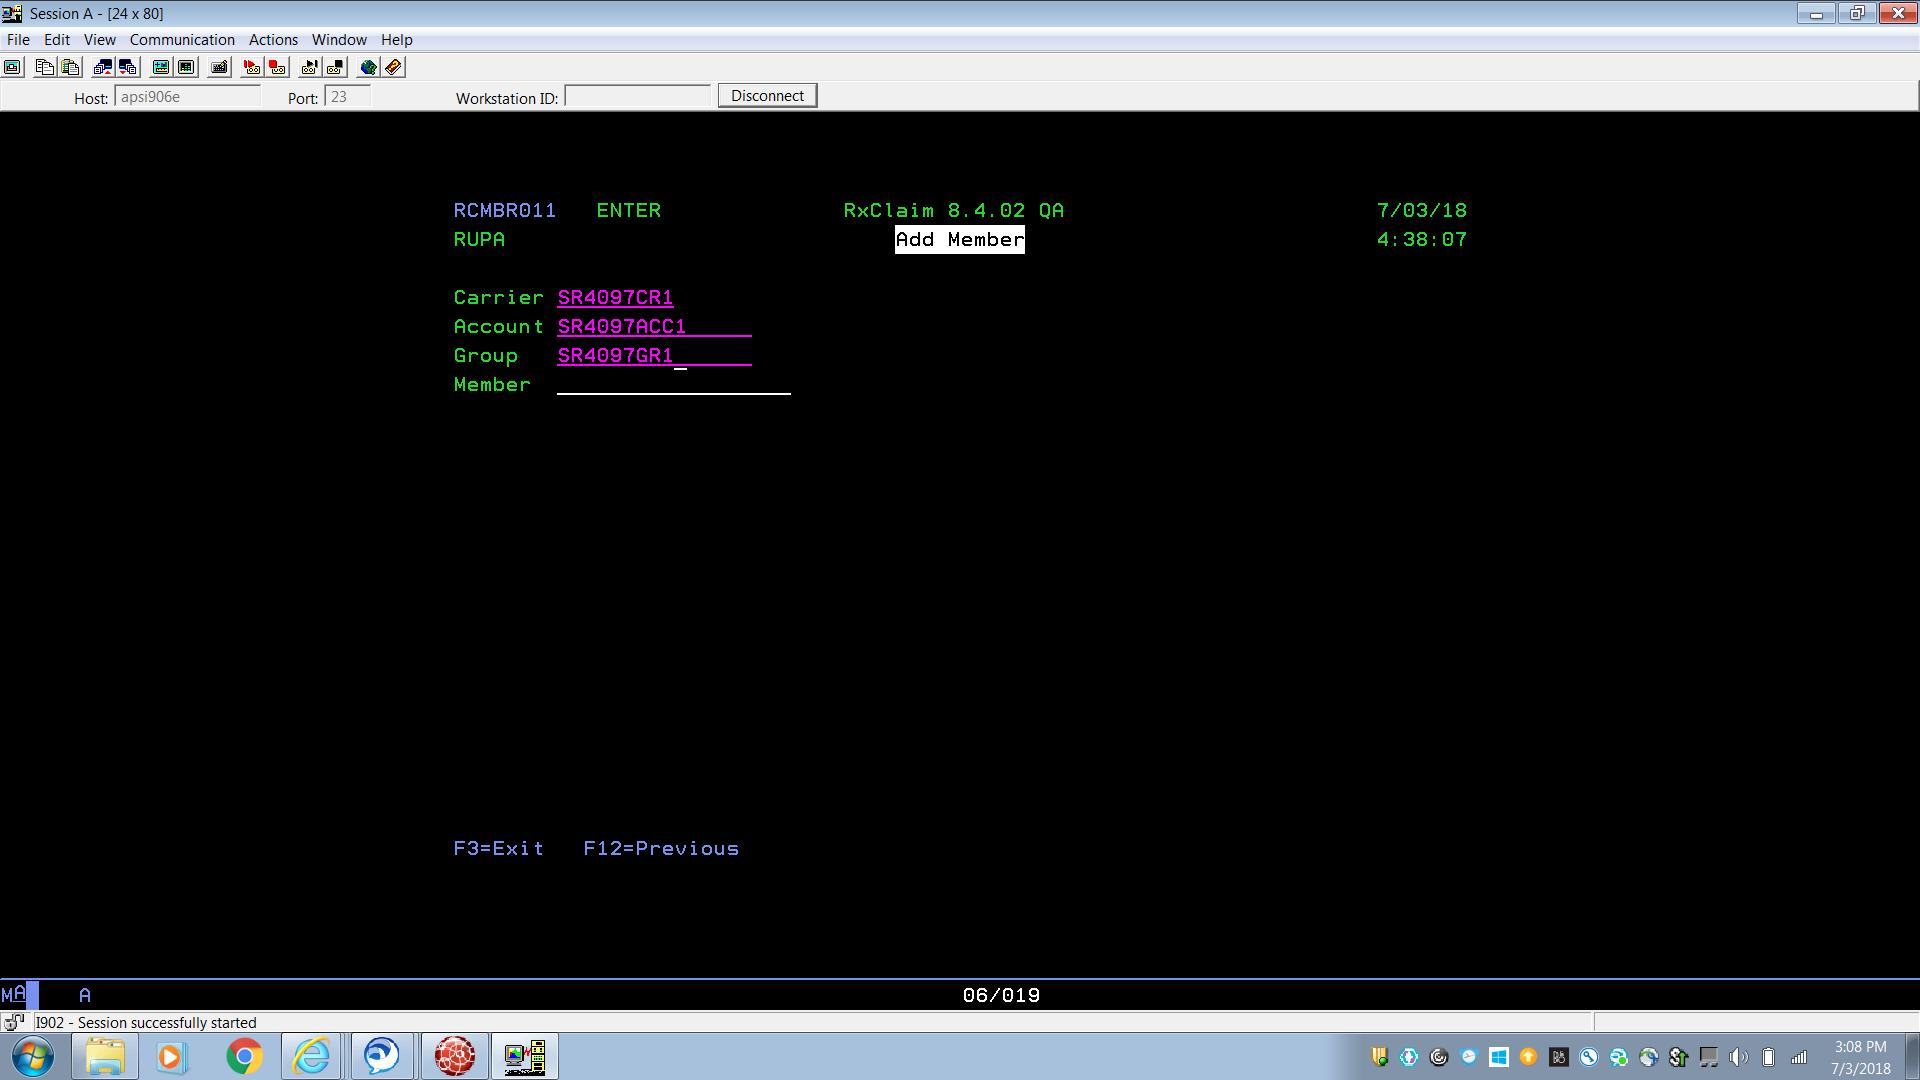 Session A - [24 x 80]
File Edit View Communication Actions Window Help
Host: apsi906e Port: 23 Workstation ID: Disconnect
RCMBR011 ENTER RxClaim 8.4.02 QA 7/03/18
RUPA Add Member 4:38:07
Carrier SR4097CR1
Account SR4097ACC1
Group SR4097GR1
Member
F3=Exit F12=Previous
MA A 06/019
I902 - Session successfully started
3:08 PM
7/3/2018